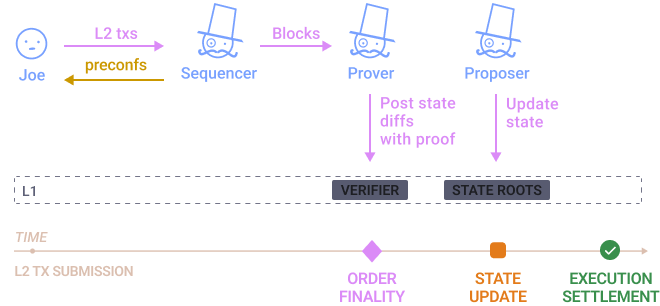 L2 txs
Blocks
preconfs
Joe
Sequencer
Prover
Proposer
Post state
diffs
with proof
Update
state
L1
VERIFIER
STATE ROOTS
TIME
L2 TX SUBMISSION
ORDER
FINALITY
STATE
UPDATE
EXECUTION
SETTLEMENT